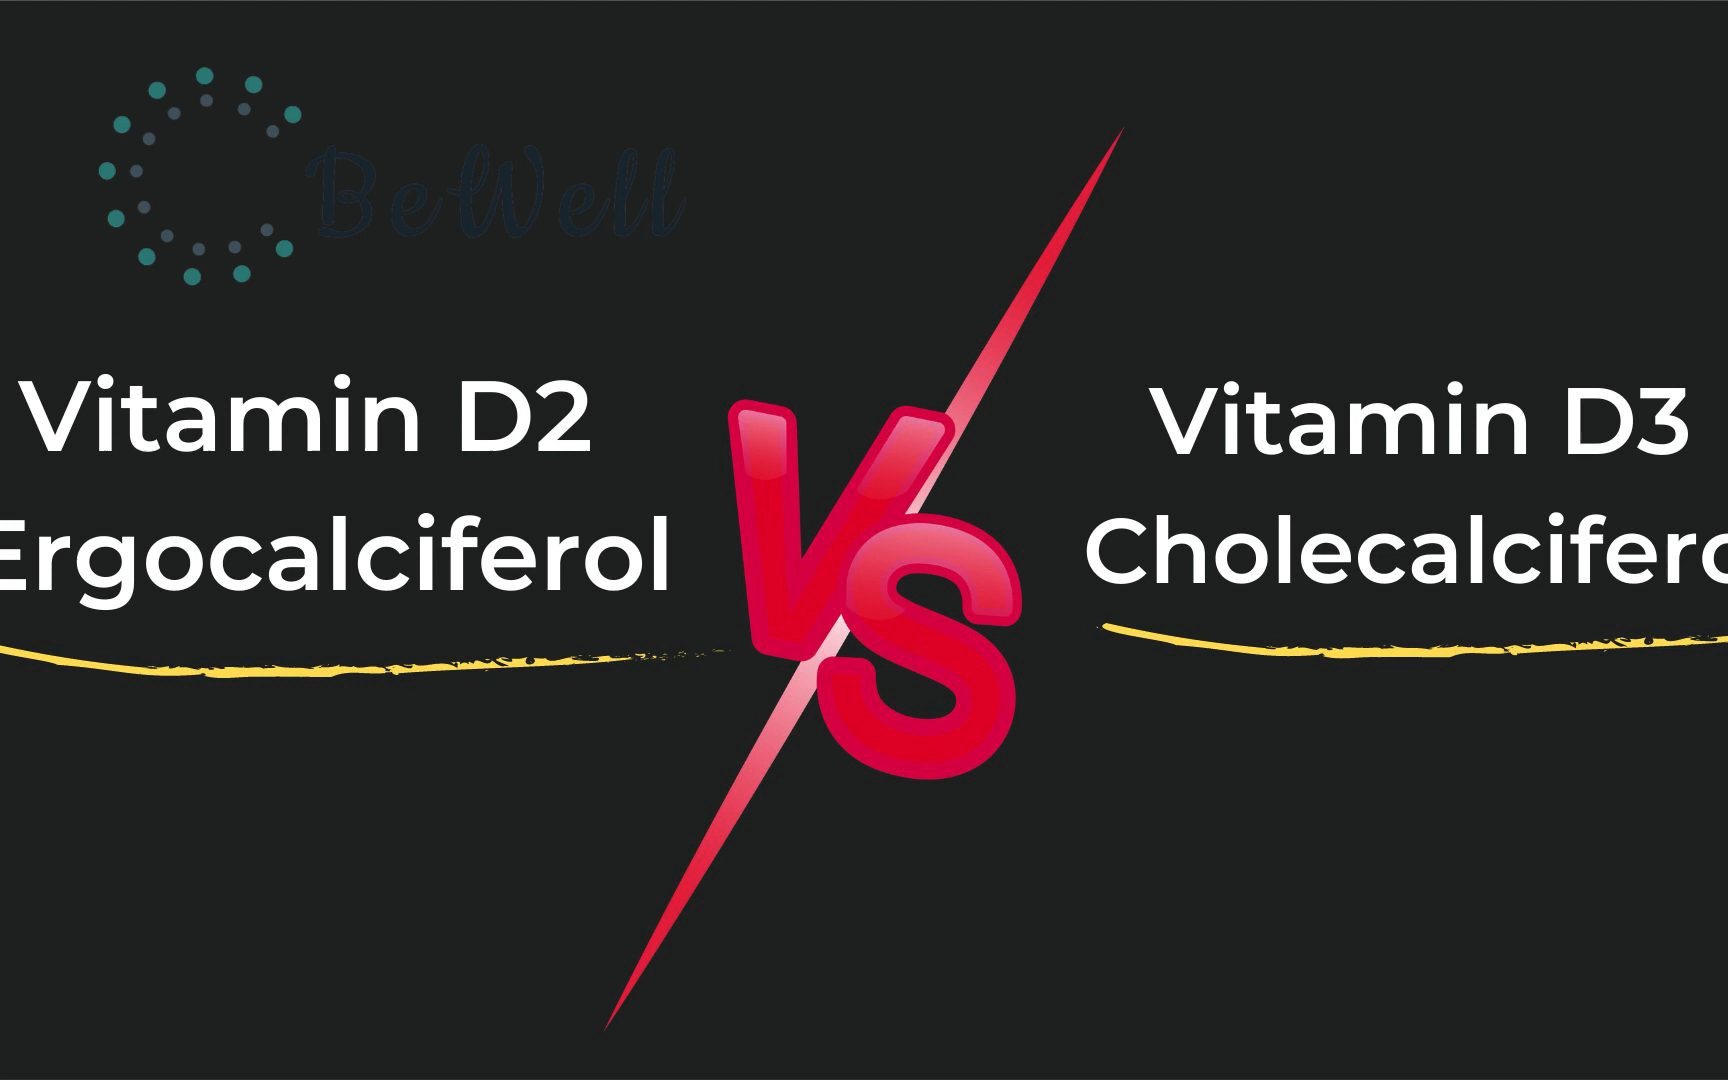 BeWell
Vitamin D2
Ergocalciferol
VS
Vitamin D3
Cholecalcifero